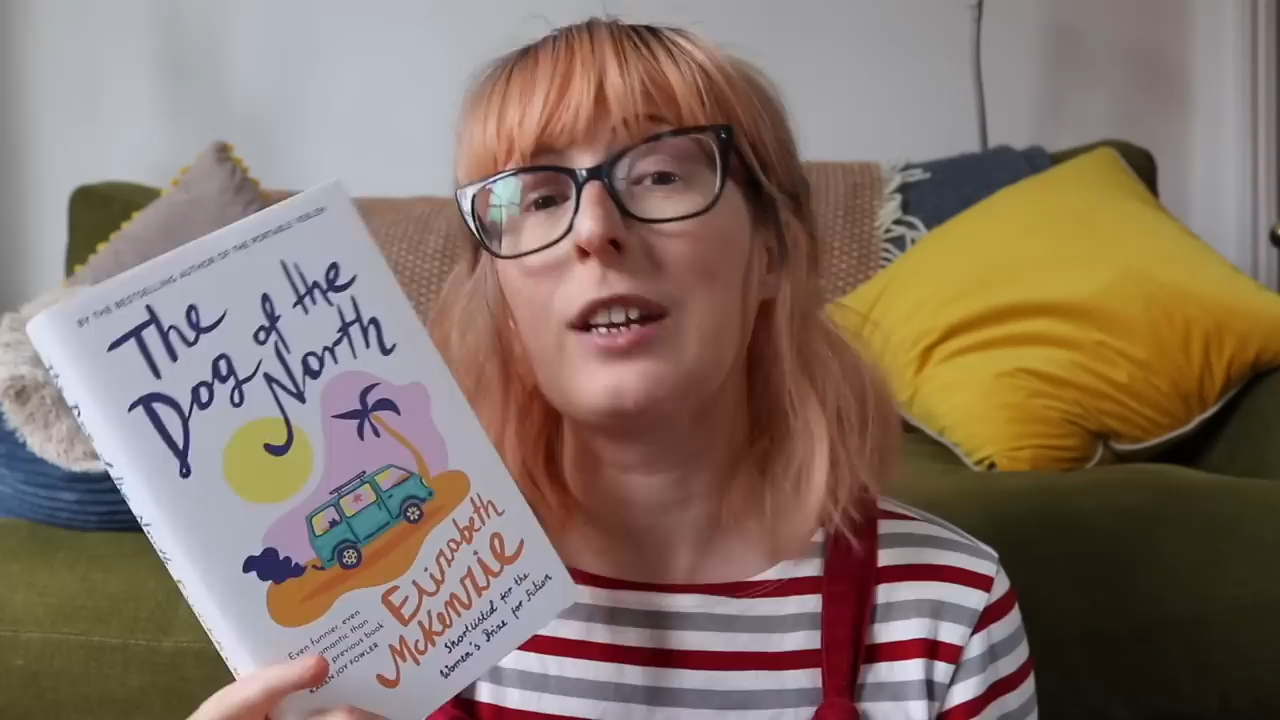 BY THE BESTSELLING AUTHOR OF THE PORTABLE VEBLEN
The
Dog of the
North
Elizabeth
McKenzie
Shortlisted for the
Women's Prize for Fiction
Even funnier, even
romantic than
previous book
KAREN JOY FOWLER